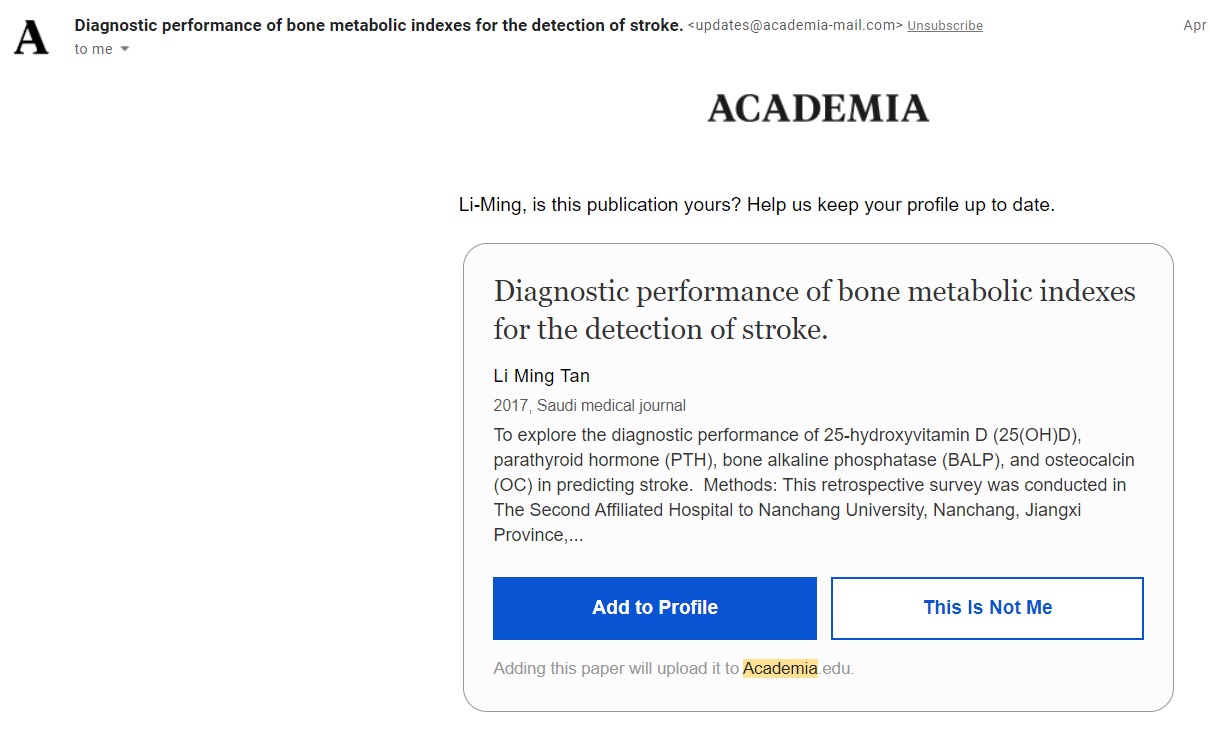 A
Diagnostic performance of bone metabolic indexes for the detection of stroke. <updates@academia-mail.com> Unsubscribe Apr
to me
ACADEMIA
Li-Ming, is this publication yours? Help us keep your profile up to date.
Diagnostic performance of bone metabolic indexes
for the detection of stroke.
Li Ming Tan
2017, Saudi medical journal
To explore the diagnostic performance of 25-hydroxyvitamin D (25(OH)D),
parathyroid hormone (PTH), bone alkaline phosphatase (BALP), and osteocalcin
(OC) in predicting stroke.  Methods: This retrospective survey was conducted in
The Second Affiliated Hospital to Nanchang University, Nanchang, Jiangxi
Province,...
Add to Profile This Is Not Me
Adding this paper will upload it to Academia.edu.